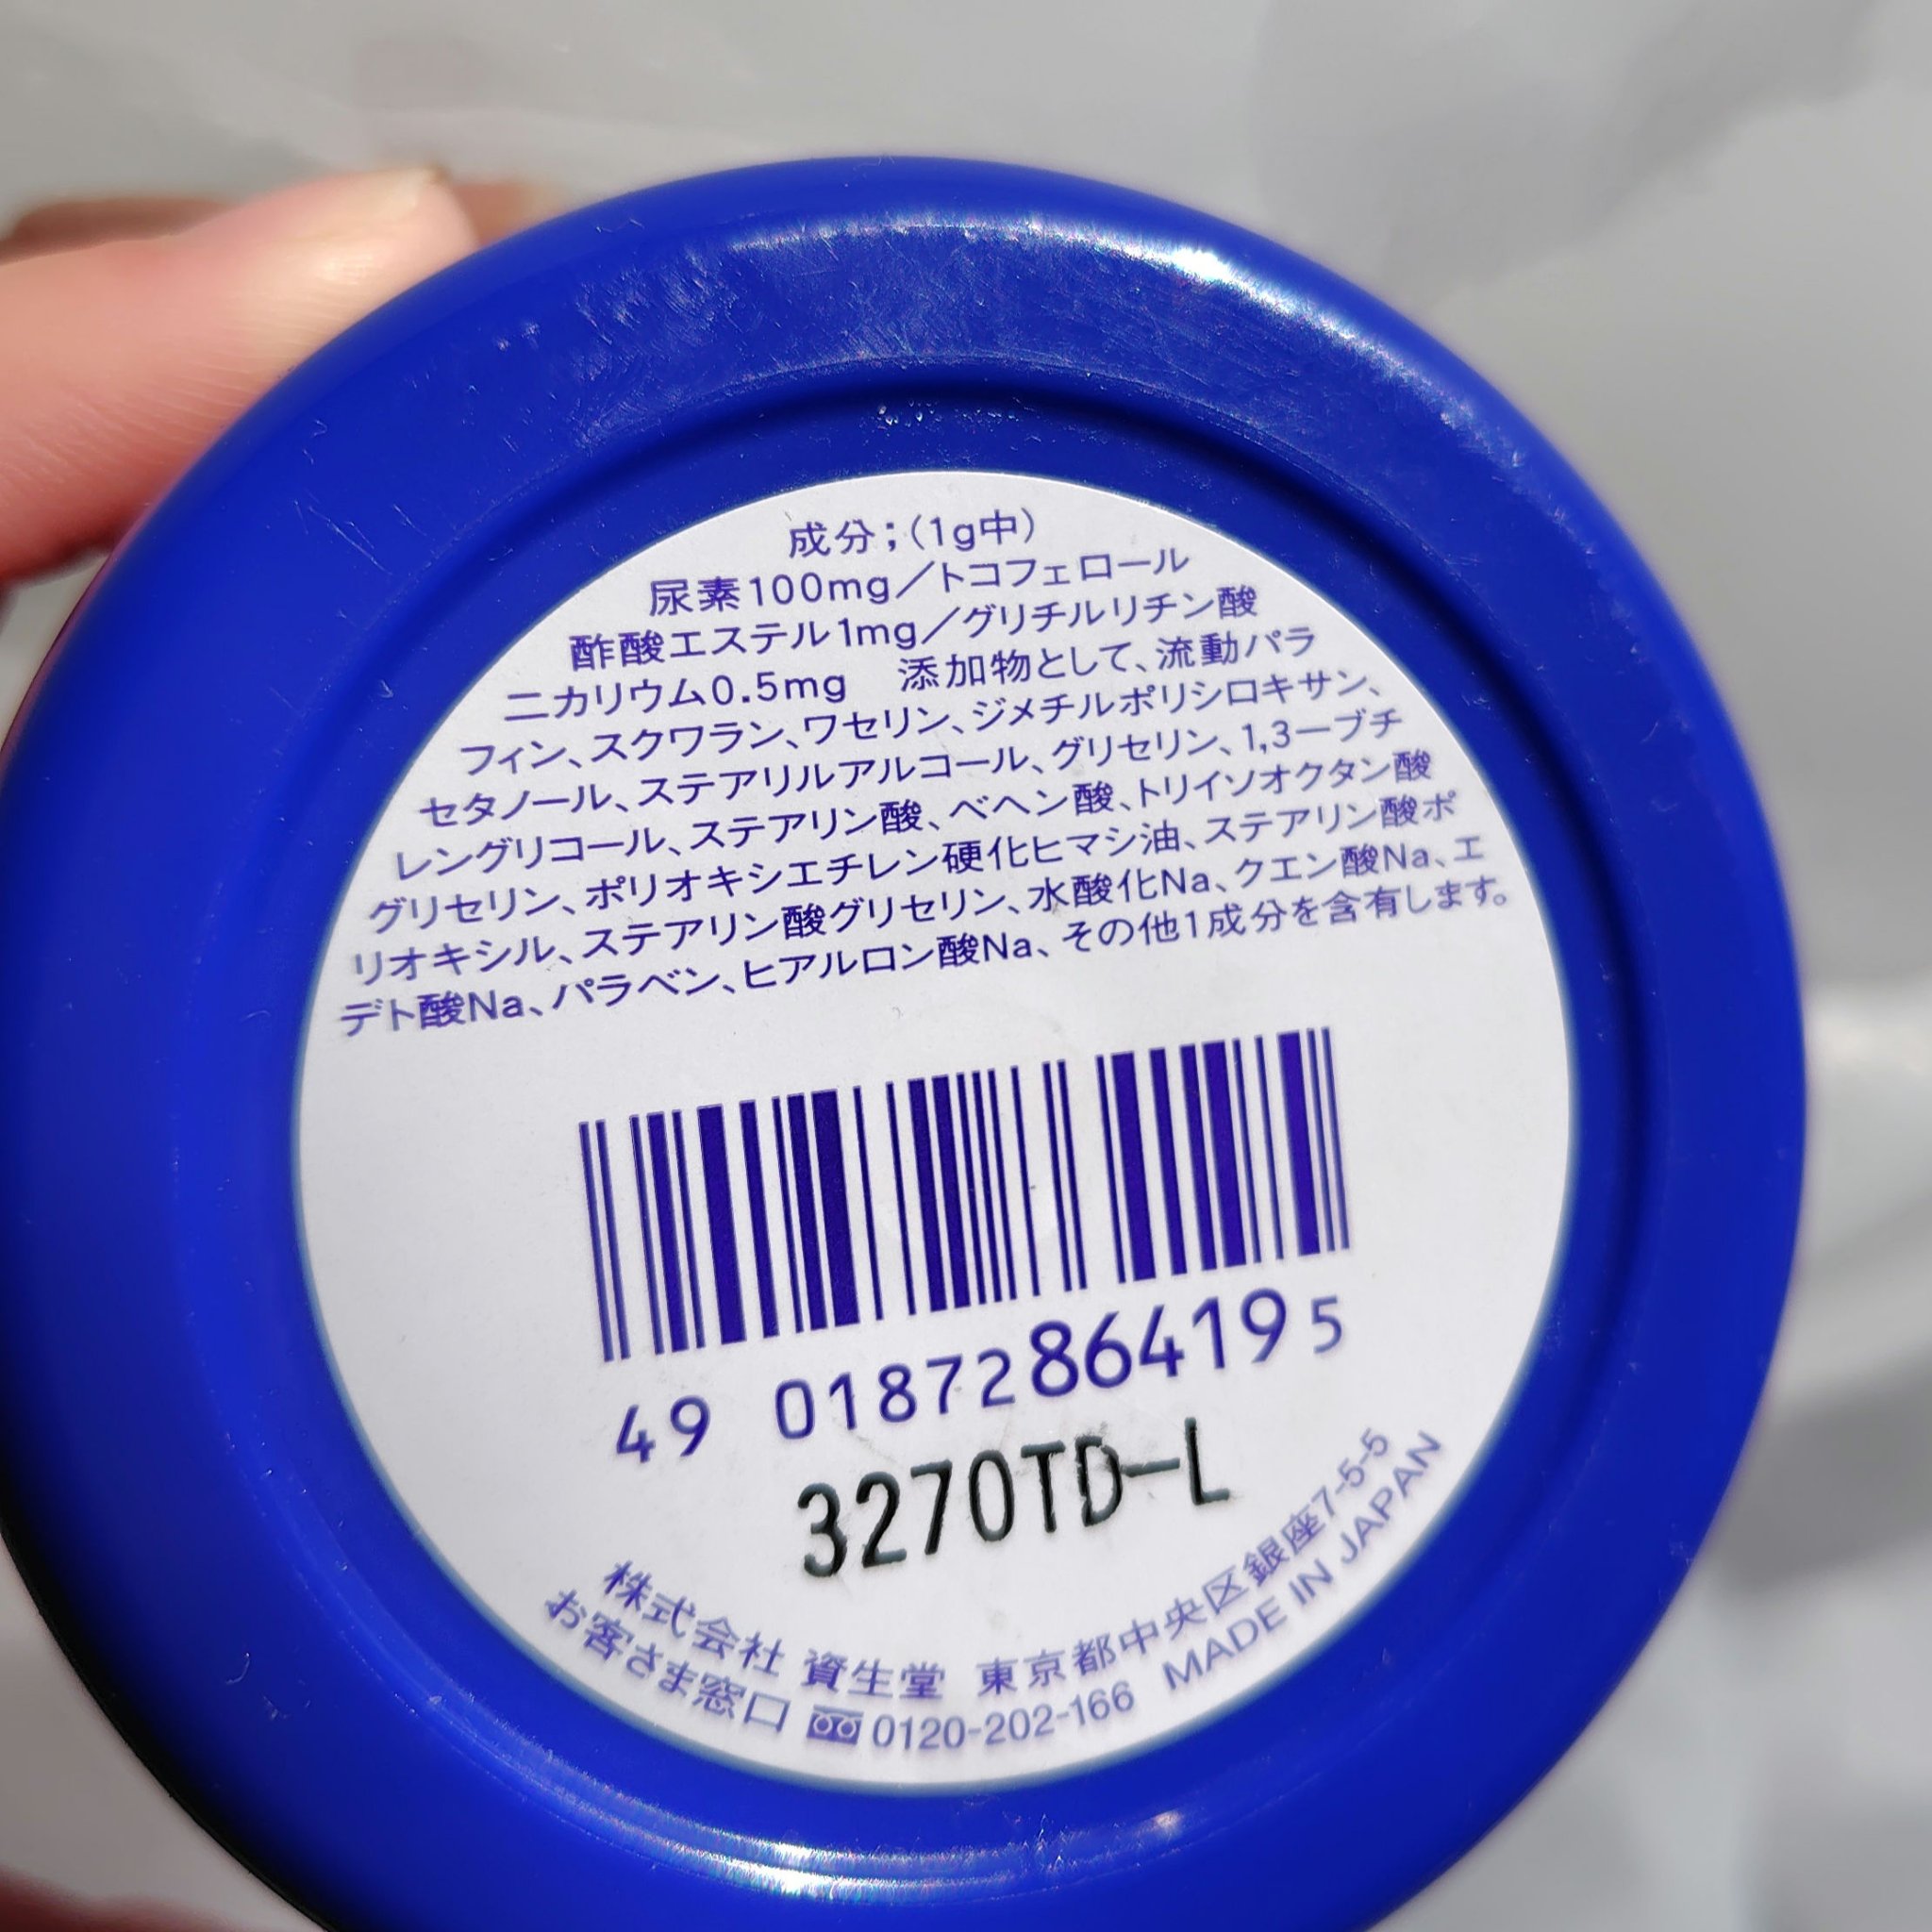 成分；（1g中）
尿素100mg／トコフェロール
酢酸エステル1mg／グリチルリチン酸
二カリウム0.5mg　添加物として、流動パラ
フィン、スクワラン、ワセリン、ジメチルポリシロキサン、
セタノール、ステアリルアルコール、グリセリン、1,3ーブチ
レングリコール、ステアリン酸、ベヘン酸、トリイソオクタン酸
グリセリン、ポリオキシエチレン硬化ヒマシ油、ステアリン酸ポ
リオキシル、ステアリン酸グリセリン、水酸化Na、クエン酸Na、エ
デト酸Na、パラベン、ヒアルロン酸Na、その他1成分を含有します。
49 01872864195
3270TD-L
株式会社 資生堂 東京都中央区銀座7-5-5
お客さま窓口 0120-202-166 MADE IN JAPAN